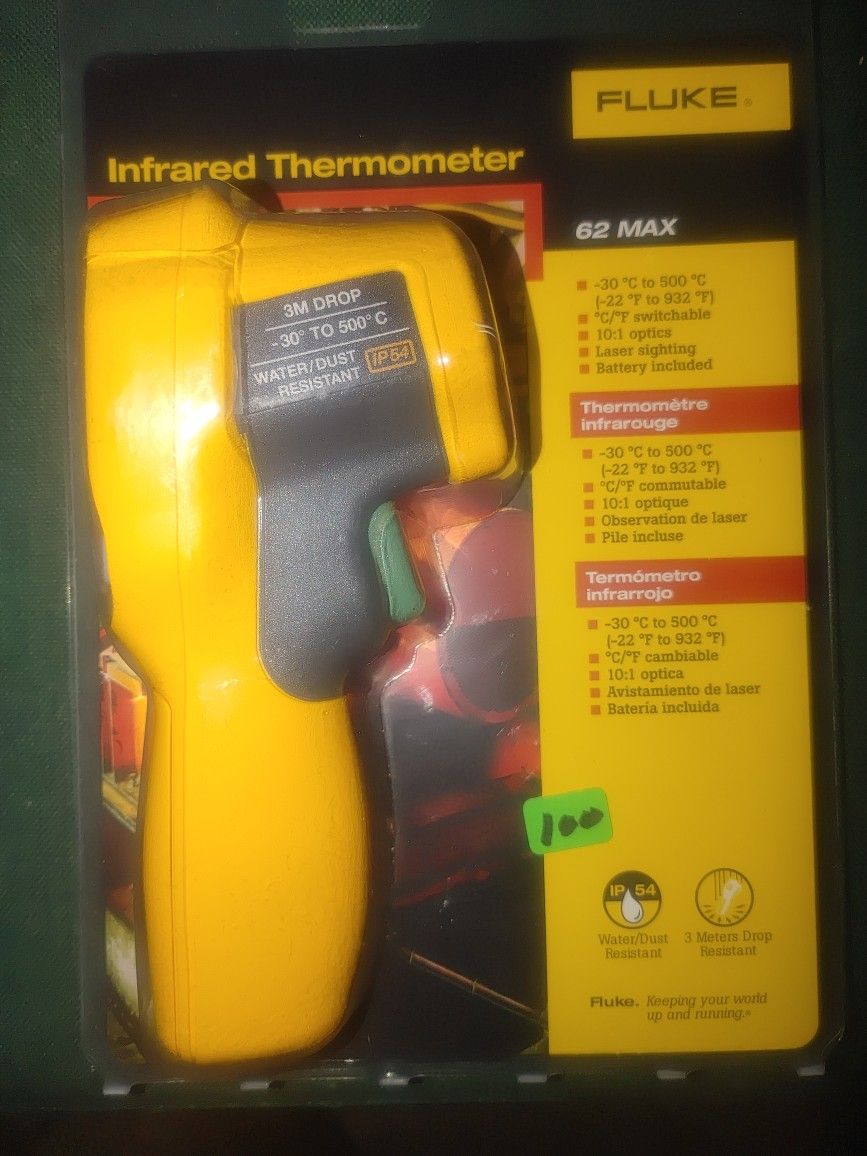 FLUKE®
Infrared Thermometer
62 MAX
3M DROP
-30° TO 500° C
WATER/DUST
RESISTANT
IP54
-30 °C to 500 °C
(-22 °F to 932 °F)
°C/°F switchable
10:1 optics
Laser sighting
Battery included
Thermomètre
infrarouge
-30 °C to 500 °C
(-22 °F to 932 °F)
°C/°F commutable
10:1 optique
Observation de laser
Pile incluse
Termómetro
infrarrojo
-30 °C to 500 °C
(-22 °F to 932 °F)
°C/°F cambiable
10:1 optica
Avistamiento de laser
Batería incluida
100
IP 54
Water/Dust
Resistant
3 Meters Drop
Resistant
Fluke. Keeping your world
up and running.®